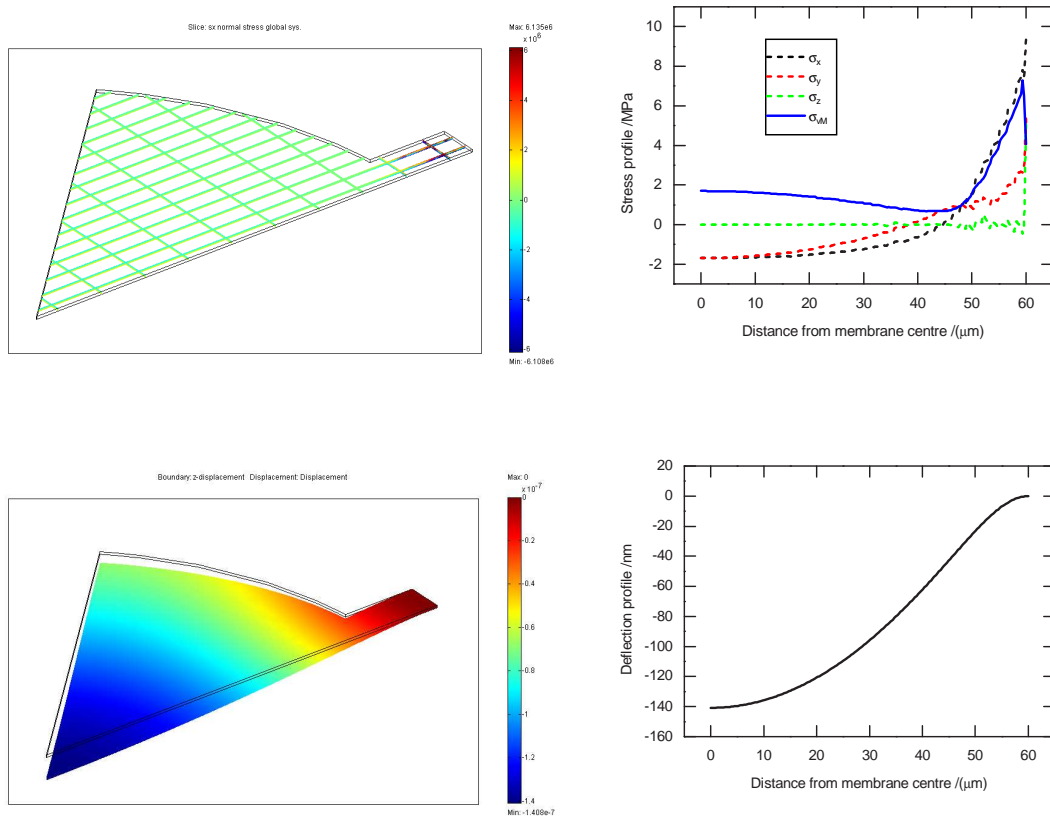 Slice: sx normal stress global sys.
Max: 6.135e6
x 10^6
6
4
2
0
-2
-4
-6
Min: -6.108e6
10
8
6
4
2
0
-2
Stress profile /MPa
σx
σy
σz
σvM
0
10
20
30
40
50
60
Distance from membrane centre /(μm)
Boundary: z-displacement Displacement: Displacement
Max: 0
x 10^-7
0
-0.2
-0.4
-0.6
-0.8
-1
-1.2
-1.4
Min: -1.408e-7
20
0
-20
-40
-60
-80
-100
-120
-140
-160
Deflection profile /nm
0
10
20
30
40
50
60
Distance from membrane centre /(μm)